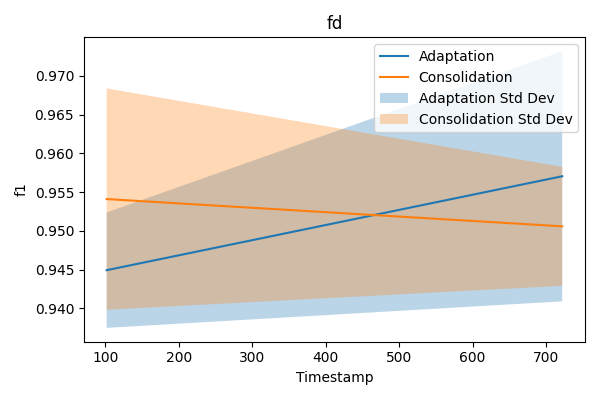 fd
Adaptation
Consolidation
Adaptation Std Dev
Consolidation Std Dev
f1
0.970
0.965
0.960
0.955
0.950
0.945
0.940
100 200 300 400 500 600 700
Timestamp